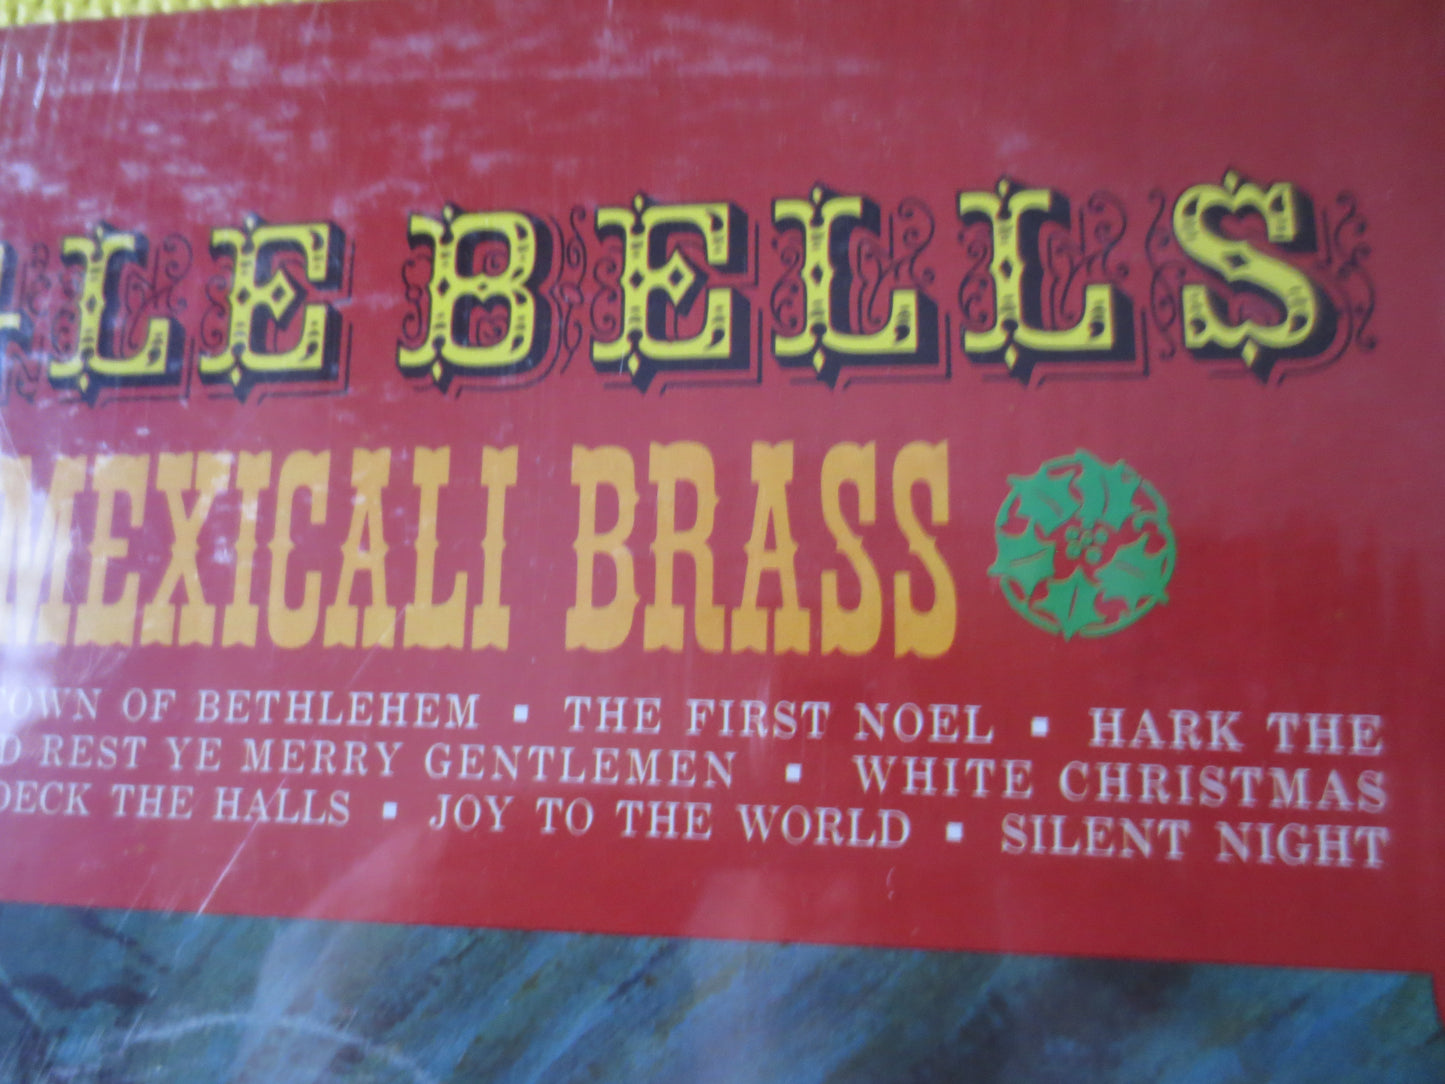 LE BELLS
MEXICALI BRASS
TOWN OF BETHLEHEM ▪ THE FIRST NOEL ▪ HARK THE
D REST YE MERRY GENTLEMEN ▪ WHITE CHRISTMAS
DECK THE HALLS ▪ JOY TO THE WORLD ▪ SILENT NIGHT